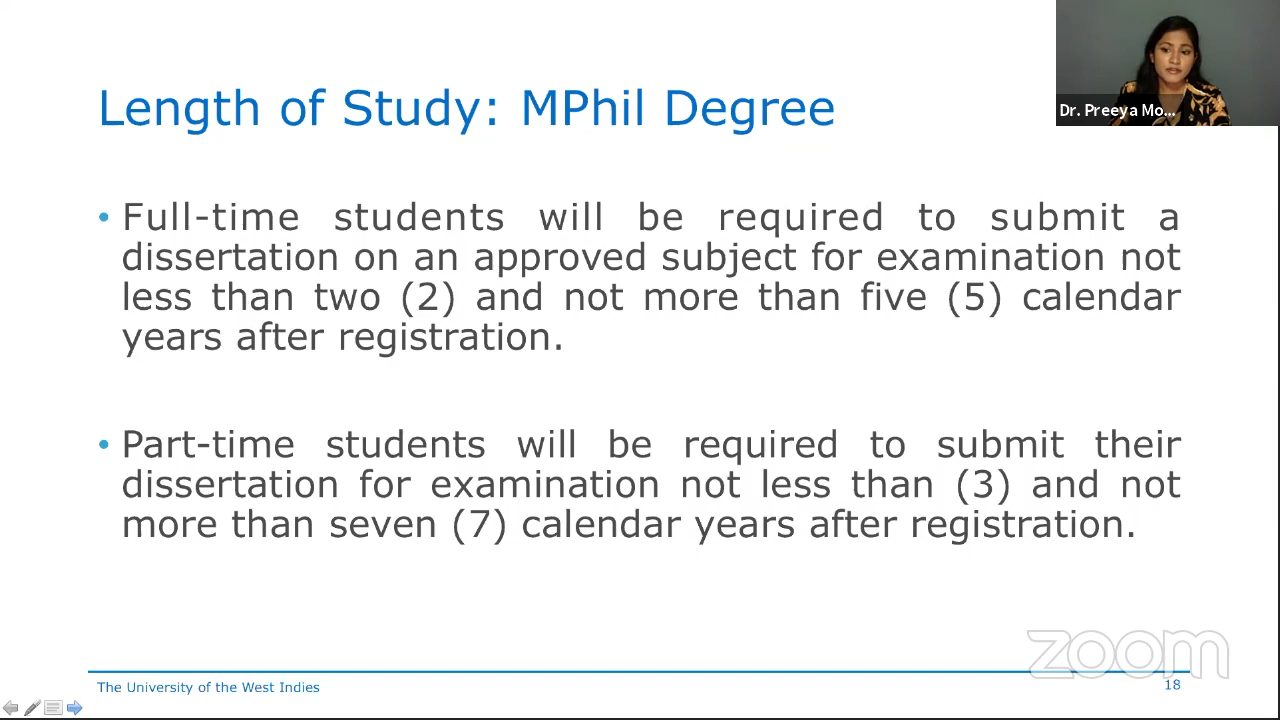 Dr. Preeya Mo...
Length of Study: MPhil Degree
• Full-time students will be required to submit a
dissertation on an approved subject for examination not
less than two (2) and not more than five (5) calendar
years after registration.
• Part-time students will be required to submit their
dissertation for examination not less than (3) and not
more than seven (7) calendar years after registration.
zoom
The University of the West Indies
18